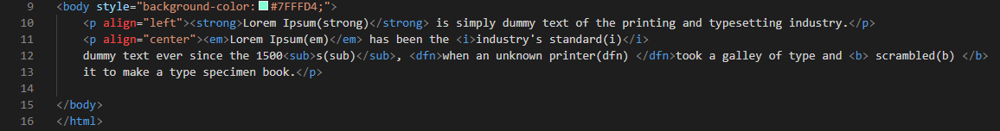 9 <body style="background-color:#7FFFD4;">
10 <p align="left"><strong>Lorem Ipsum(strong)</strong> is simply dummy text of the printing and typesetting industry.</p>
11 <p align="center"><em>Lorem Ipsum(em)</em> has been the <i>industry's standard(i)</i>
12 dummy text ever since the 1500<sub>s(sub)</sub>, <dfn>when an unknown printer(dfn) </dfn>took a galley of type and <b> scrambled(b) </b>
13 it to make a type specimen book.</p>
14
15 </body>
16 </html>